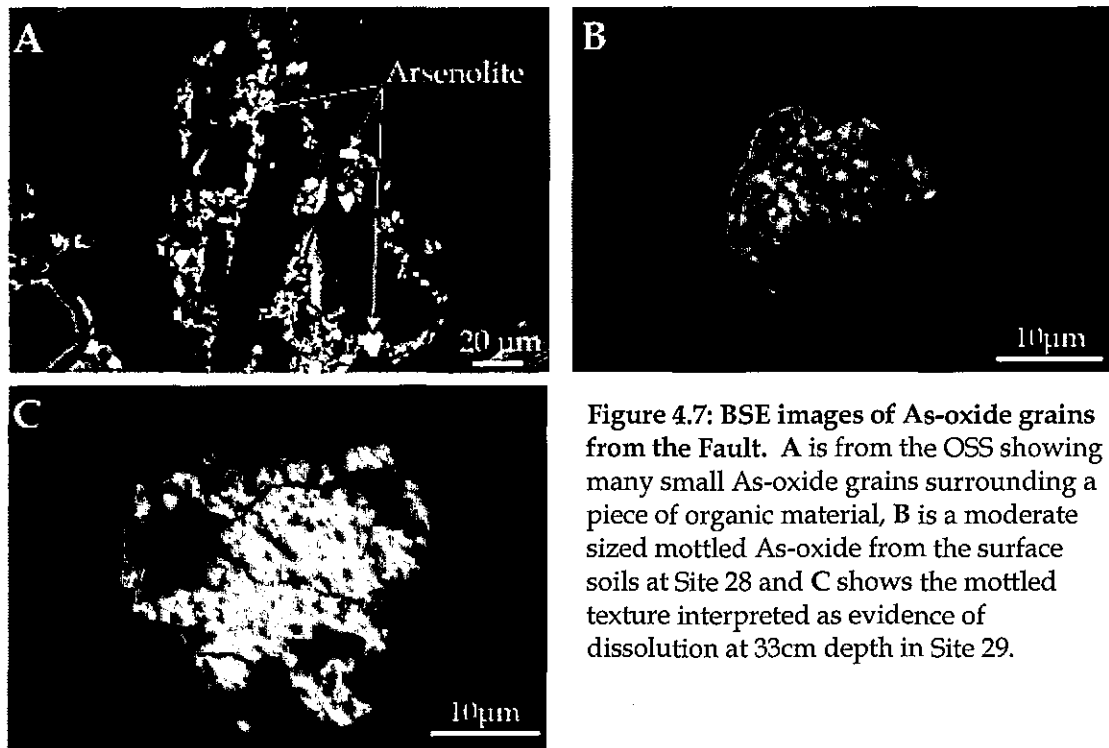 A
Arsenolite
20 µm
B
10µm
C
10µm
Figure 4.7: BSE images of As-oxide grains
from the Fault. A is from the OSS showing
many small As-oxide grains surrounding a
piece of organic material, B is a moderate
sized mottled As-oxide from the surface
soils at Site 28 and C shows the mottled
texture interpreted as evidence of
dissolution at 33cm depth in Site 29.